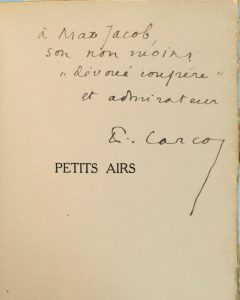 à Max Jacob,
son non moins
"dévoué confrère"
et admirateur
F. Carco
PETITS AIRS